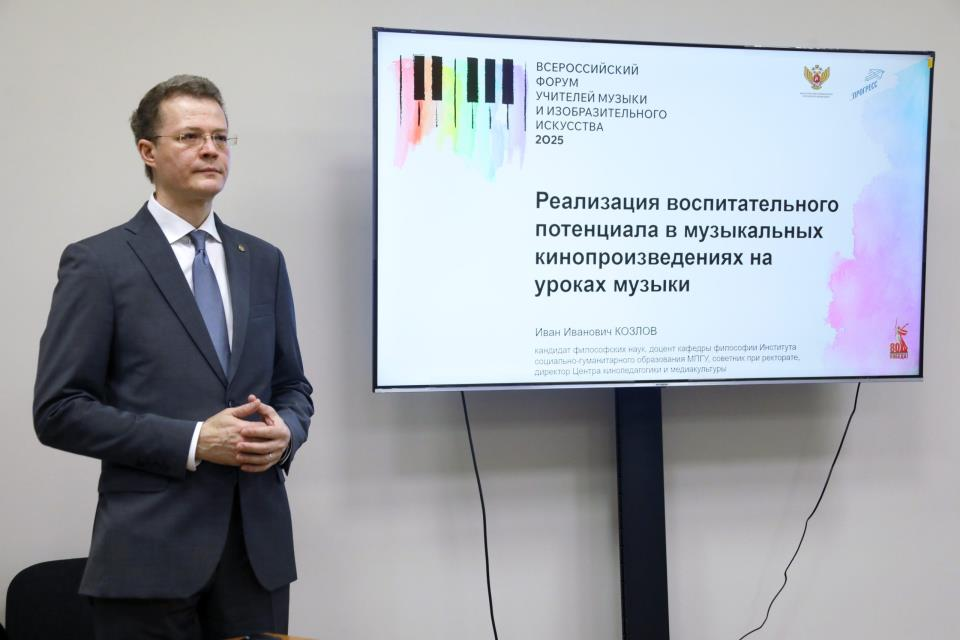 ВСЕРОССИЙСКИЙ
ФОРУМ
УЧИТЕЛЕЙ МУЗЫКИ
И ИЗОБРАЗИТЕЛЬНОГО
ИСКУССТВА
2025
ПРОГРЕСС
Реализация воспитательного
потенциала в музыкальных
кинопроизведениях на
уроках музыки
Иван Иванович КОЗЛОВ
кандидат философских наук, доцент кафедры философии Института
социально-гуманитарного образования МПГУ, советник при ректорате,
директор Центра кинопедагогики и медиакультуры
80